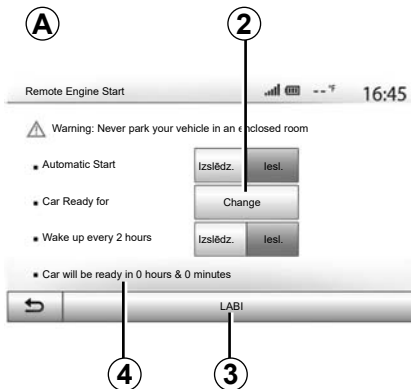 A
2
Remote Engine Start -- °F 16:45
Warning: Never park your vehicle in an enclosed room
▪ Automatic Start Izslēdz. Iesl.
▪ Car Ready for Change
▪ Wake up every 2 hours Izslēdz. Iesl.
▪ Car will be ready in 0 hours & 0 minutes
LABI
4
3